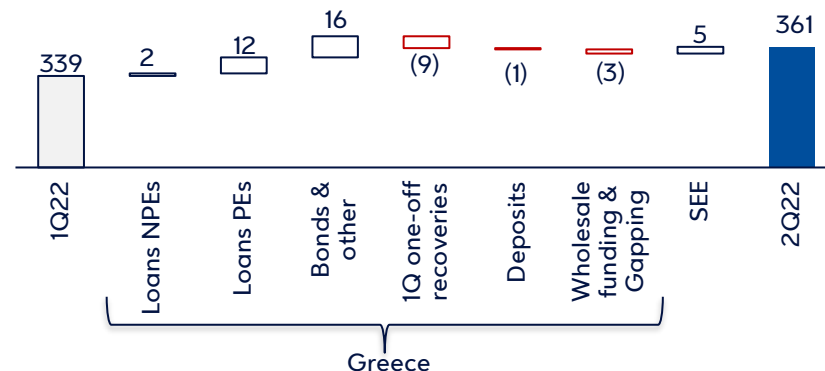 339
2
12
16
(9)
(1)
(3)
5
361
1Q22
Loans NPEs
Loans PEs
Bonds &
other
1Q one-off
recoveries
Deposits
Wholesale
funding &
Gapping
SEE
2Q22
Greece